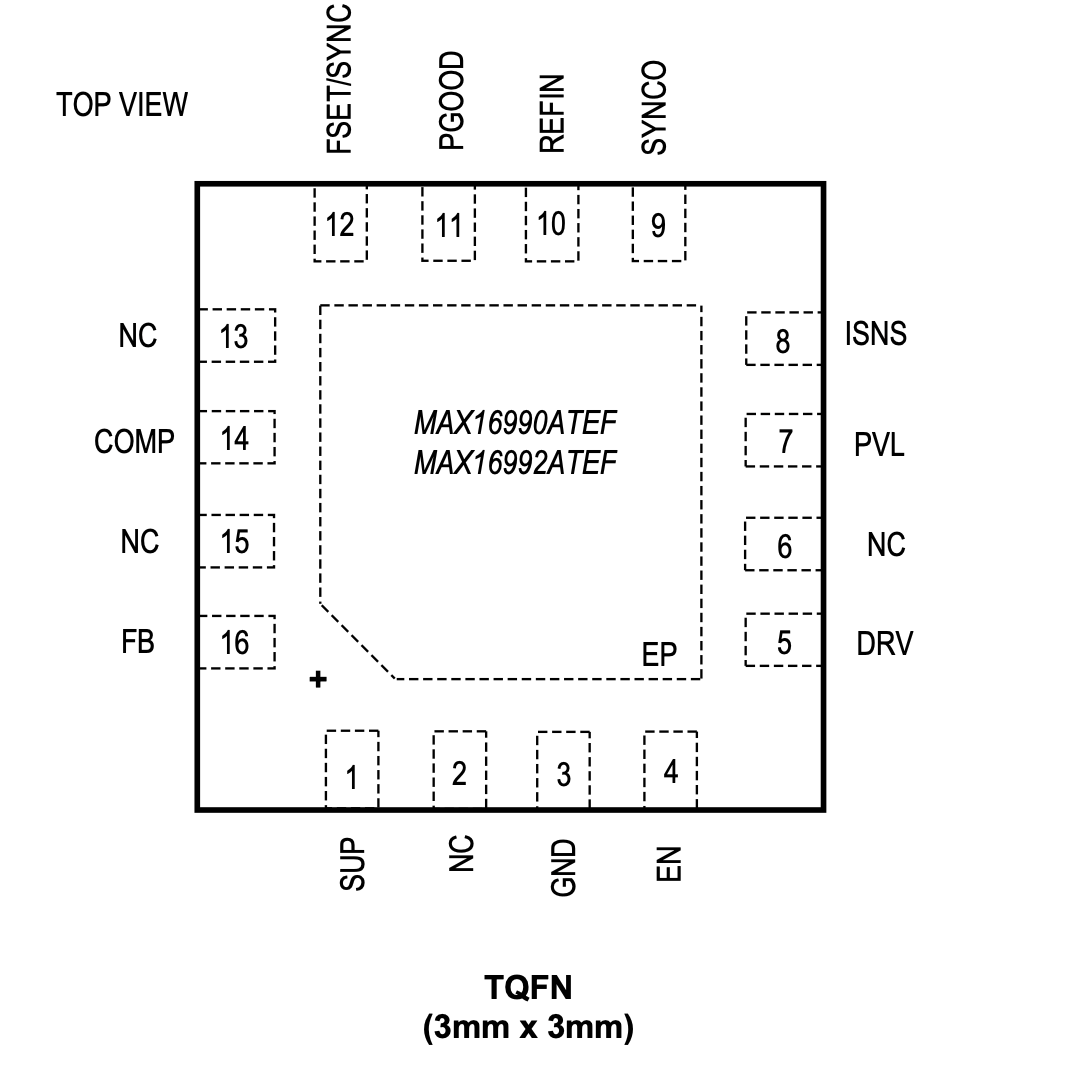 TOP VIEW
FSET/SYNC
PGOOD
REFIN
SYNCO
12
11
10
9
NC
13
8
ISNS
MAX16990ATEF
MAX16992ATEF
COMP
14
7
PVL
NC
15
6
NC
FB
16
5
DRV
EP
+
1
2
3
4
SUP
NC
GND
EN
TQFN
(3mm x 3mm)